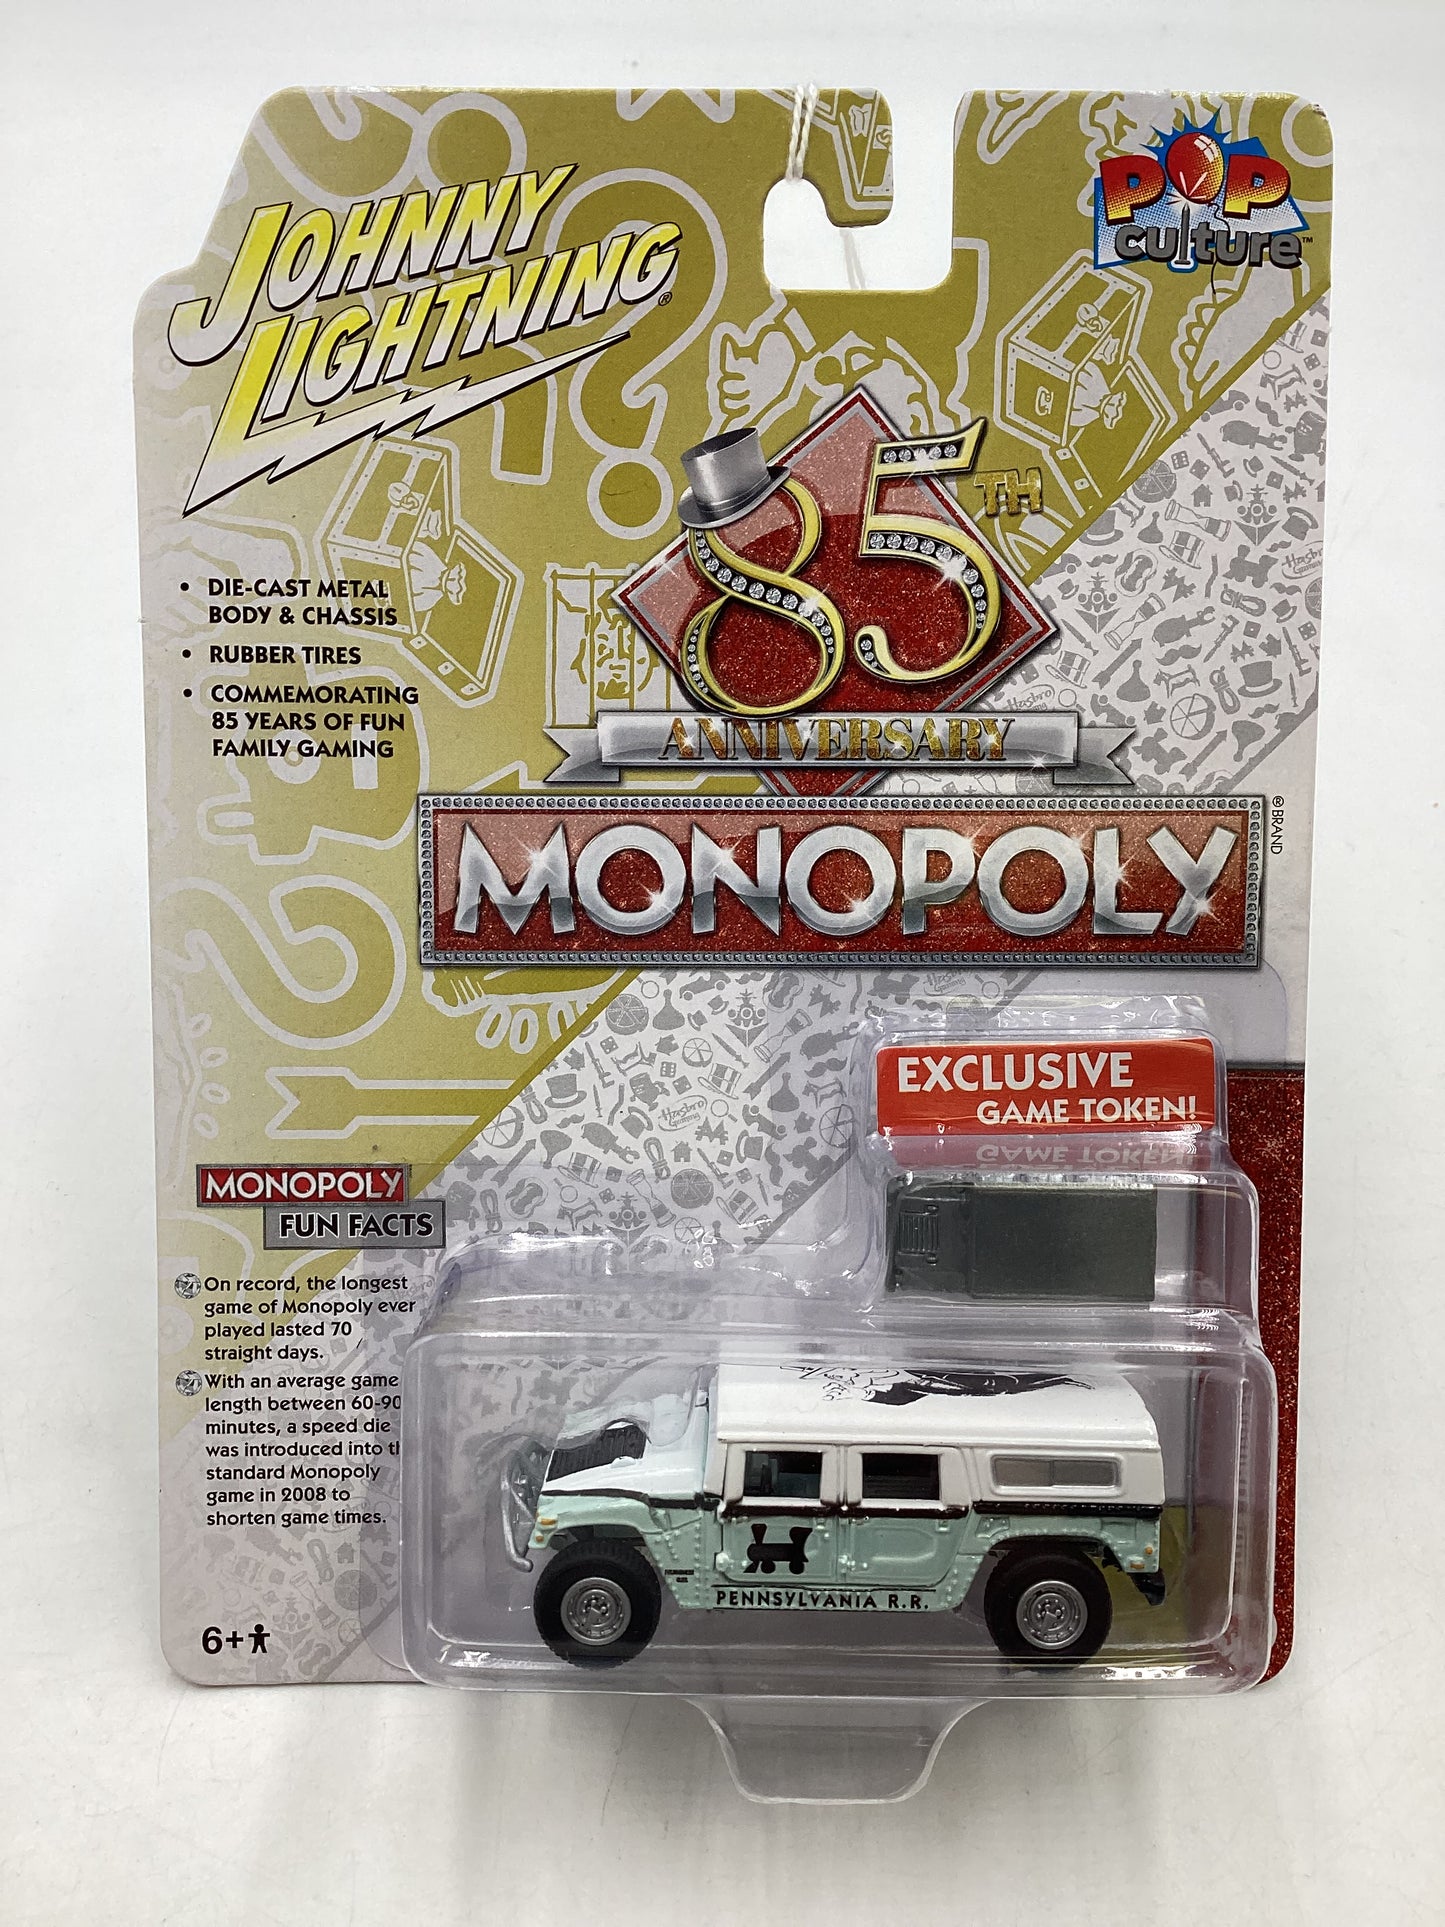 JOHNNY
LIGHTNING®
POP
culture™
85TH
ANNIVERSARY
MONOPOLY
® BRAND
• DIE-CAST METAL
BODY & CHASSIS
• RUBBER TIRES
• COMMEMORATING
85 YEARS OF FUN
FAMILY GAMING
EXCLUSIVE
GAME TOKEN!
MONOPOLY
FUN FACTS
On record, the longest
game of Monopoly ever
played lasted 70
straight days.
With an average game
length between 60-90
minutes, a speed die
was introduced into
standard Monopoly
game in 2008 to
shorten game times.
PENNSYLVANIA R.R.
6+
Hasbro
Gaming